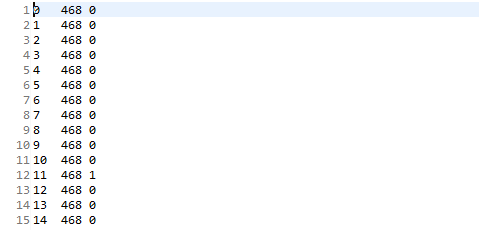 1 0 468 0
2 1 468 0
3 2 468 0
4 3 468 0
5 4 468 0
6 5 468 0
7 6 468 0
8 7 468 0
9 8 468 0
10 9 468 0
11 10 468 0
12 11 468 1
13 12 468 0
14 13 468 0
15 14 468 0